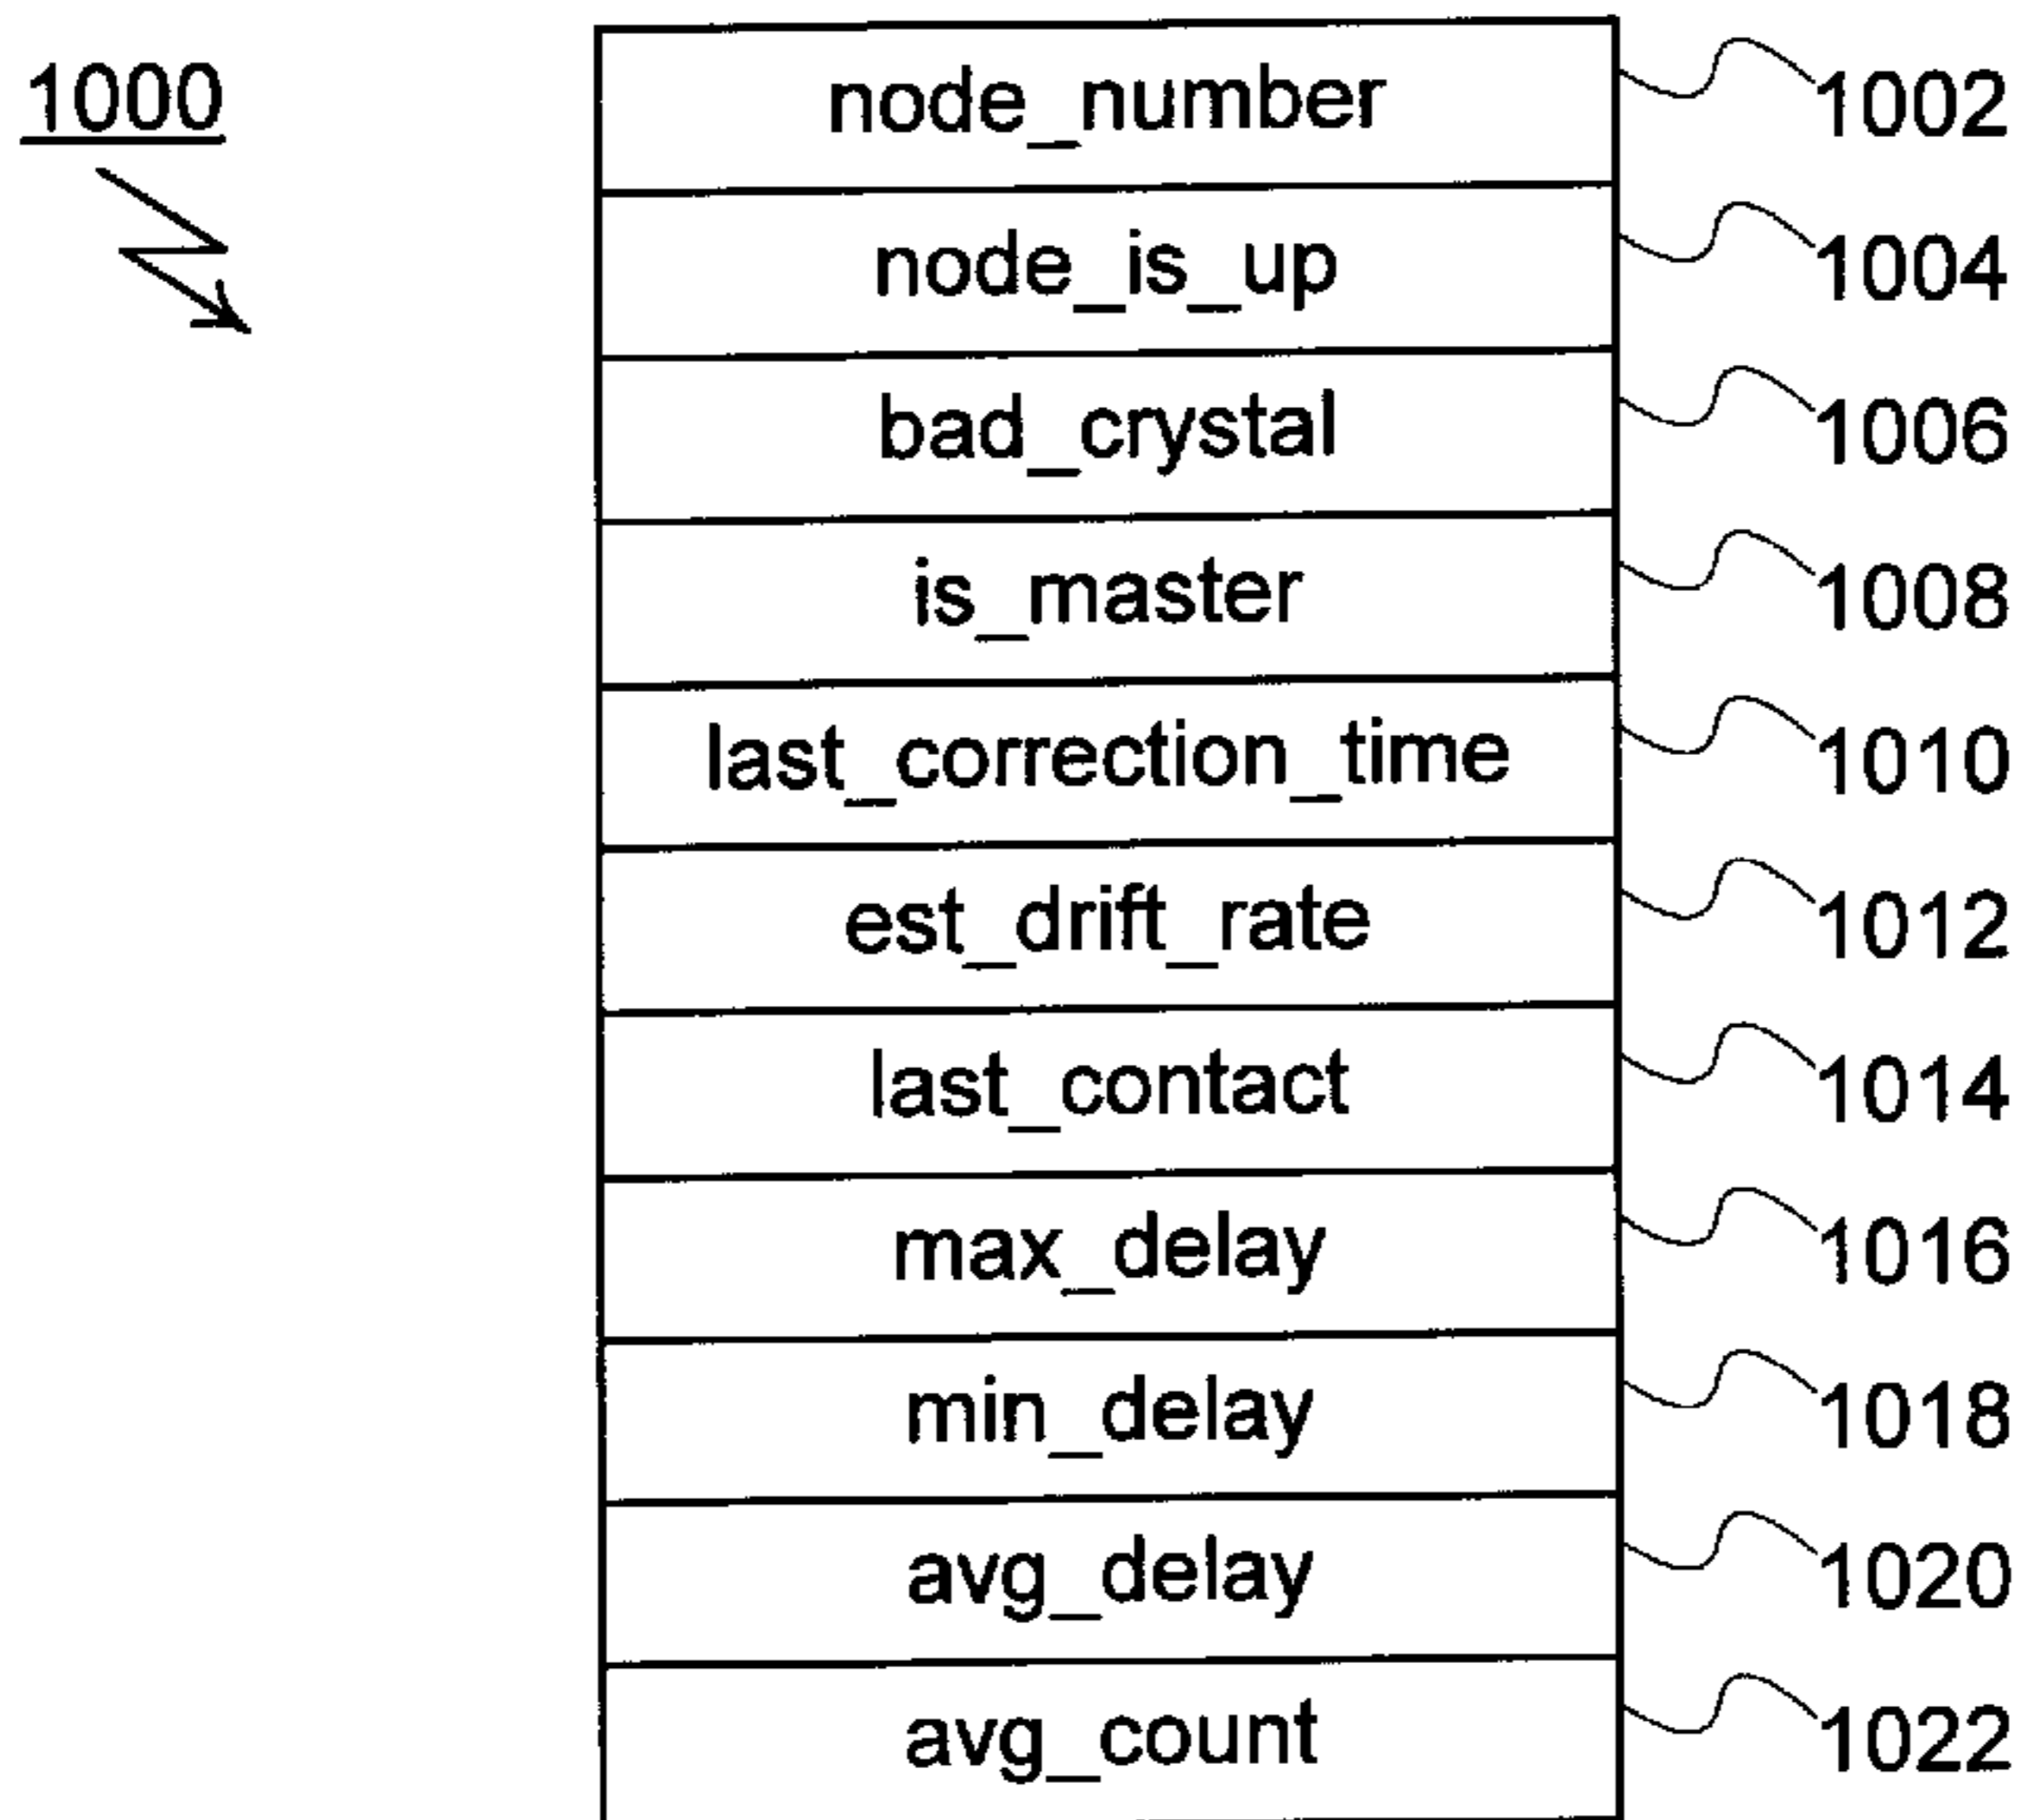 1000
node_number 1002
node_is_up 1004
bad_crystal 1006
is_master 1008
last_correction_time 1010
est_drift_rate 1012
last_contact 1014
max_delay 1016
min_delay 1018
avg_delay 1020
avg_count 1022